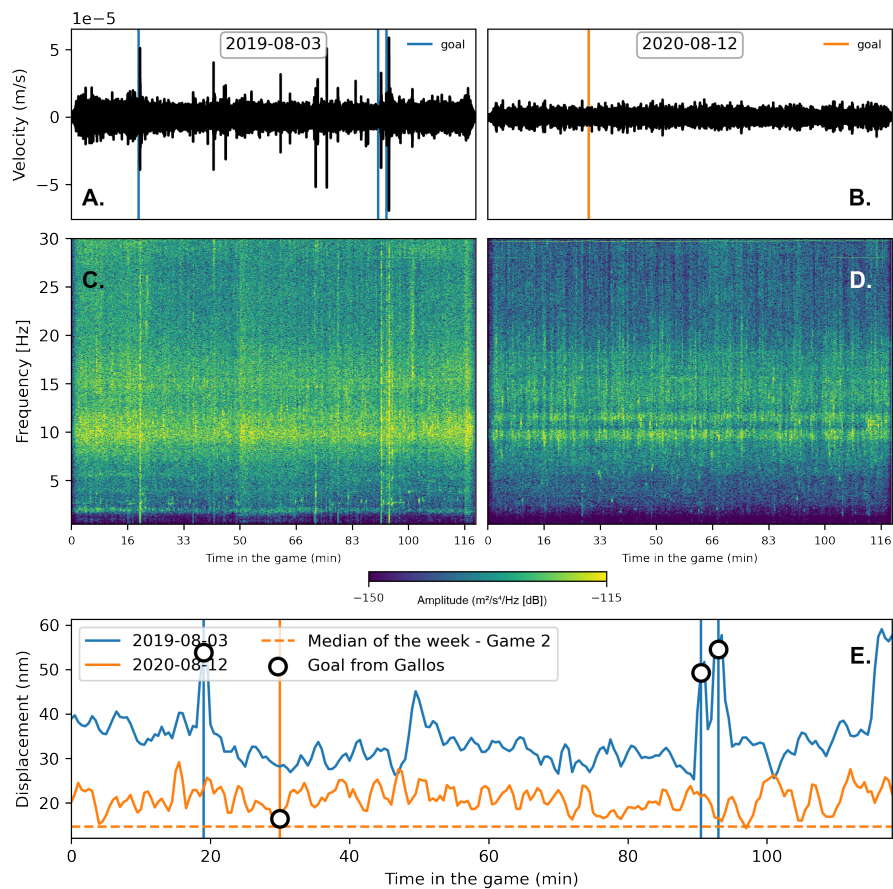 1e−5
2019-08-03
goal
2020-08-12
goal
Velocity (m/s)
5
0
−5
A.
B.
30
25
20
15
10
5
Frequency [Hz]
C.
D.
0 16 33 50 66 83 100 116
0 16 33 50 66 83 100 116
Time in the game (min)
Time in the game (min)
−150
Amplitude (m²/s⁴/Hz [dB])
−115
60
50
40
30
20
Displacement (nm)
2019-08-03
2020-08-12
Median of the week - Game 2
Goal from Gallos
E.
0 20 40 60 80 100
Time in the game (min)